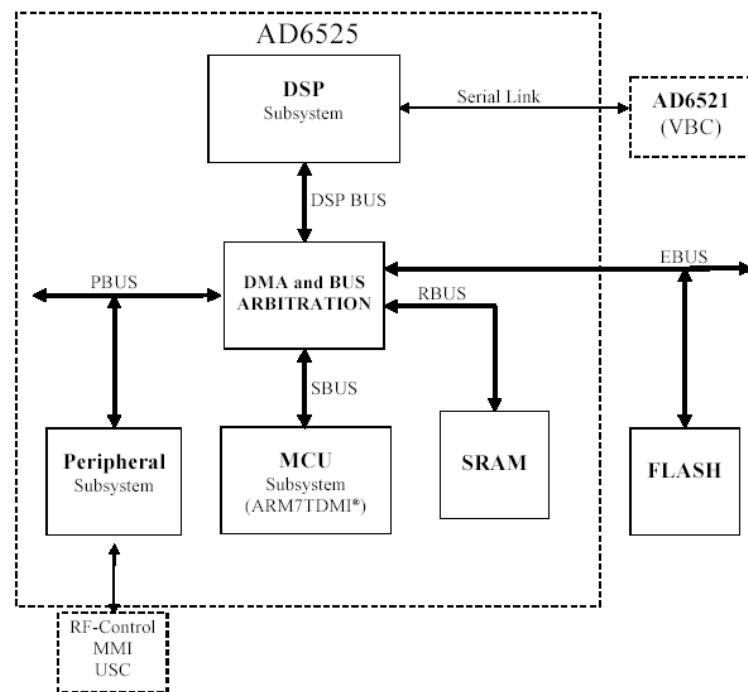 AD6525
DSP
Subsystem
Serial Link
AD6521
(VBC)
DSP BUS
PBUS
DMA and BUS
ARBITRATION
EBUS
RBUS
SBUS
Peripheral
Subsystem
MCU
Subsystem
(ARM7TDMI®)
SRAM
FLASH
RF-Control
MMI
USC